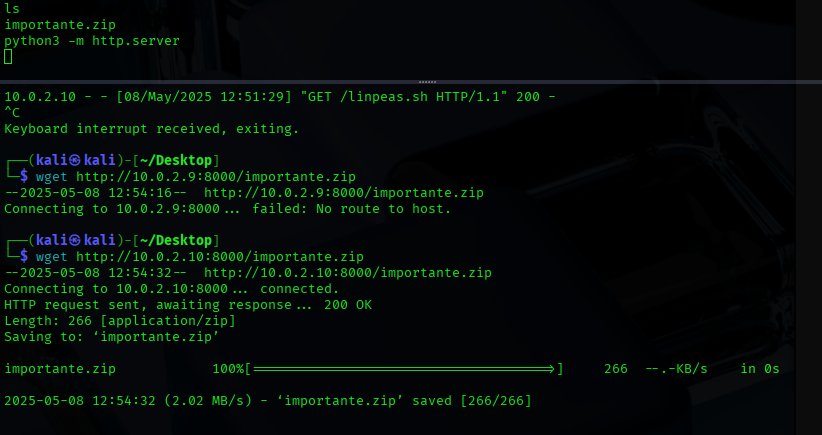 ls
importante.zip
python3 -m http.server
10.0.2.10 - - [08/May/2025 12:51:29] "GET /linpeas.sh HTTP/1.1" 200 -
^C
Keyboard interrupt received, exiting.
┌──(kali㉿kali)-[~/Desktop]
└─$ wget http://10.0.2.9:8000/importante.zip
--2025-05-08 12:54:16-- http://10.0.2.9:8000/importante.zip
Connecting to 10.0.2.9:8000... failed: No route to host.
┌──(kali㉿kali)-[~/Desktop]
└─$ wget http://10.0.2.10:8000/importante.zip
--2025-05-08 12:54:32-- http://10.0.2.10:8000/importante.zip
Connecting to 10.0.2.10:8000... connected.
HTTP request sent, awaiting response... 200 OK
Length: 266 [application/zip]
Saving to: ‘importante.zip’
importante.zip 100%[=====================================>] 266 --.-KB/s in 0s
2025-05-08 12:54:32 (2.02 MB/s) - ‘importante.zip’ saved [266/266]